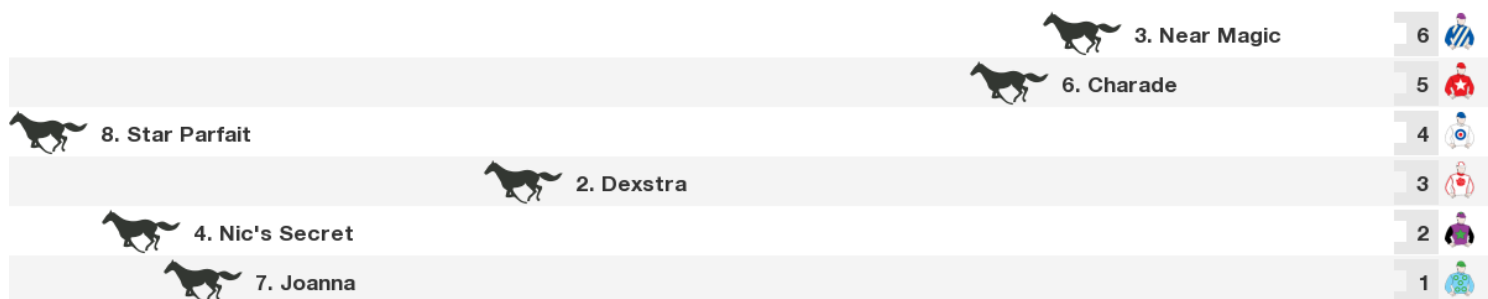 3. Near Magic 6
6. Charade 5
8. Star Parfait 4
2. Dexstra 3
4. Nic's Secret 2
7. Joanna 1